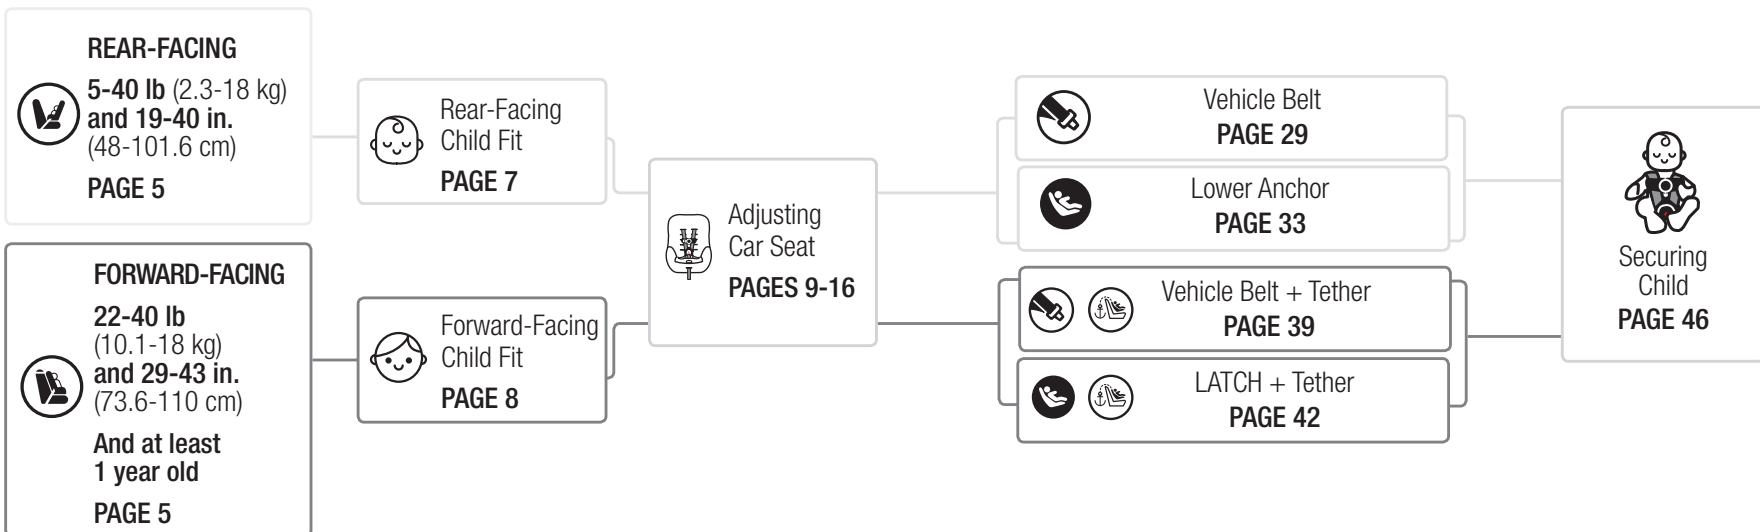 REAR-FACING
5-40 lb (2.3-18 kg)
and 19-40 in.
(48-101.6 cm)
PAGE 5
FORWARD-FACING
22-40 lb
(10.1-18 kg)
and 29-43 in.
(73.6-110 cm)
And at least
1 year old
PAGE 5
Rear-Facing
Child Fit
PAGE 7
Forward-Facing
Child Fit
PAGE 8
Adjusting
Car Seat
PAGES 9-16
Vehicle Belt
PAGE 29
Lower Anchor
PAGE 33
Vehicle Belt + Tether
PAGE 39
LATCH + Tether
PAGE 42
Securing
Child
PAGE 46